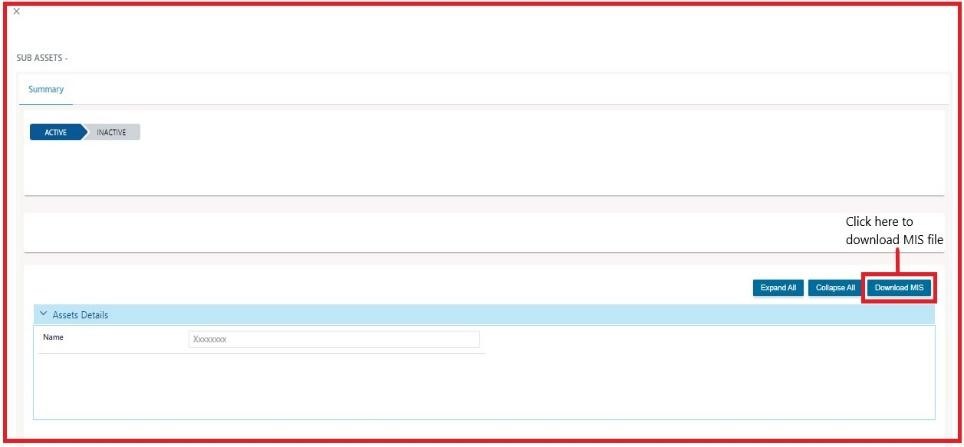 ×
SUB ASSETS -
Summary
ACTIVE INACTIVE
Click here to
download MIS file
Expand All Collapse All Download MIS
Assets Details
Name Xxxxxxxx